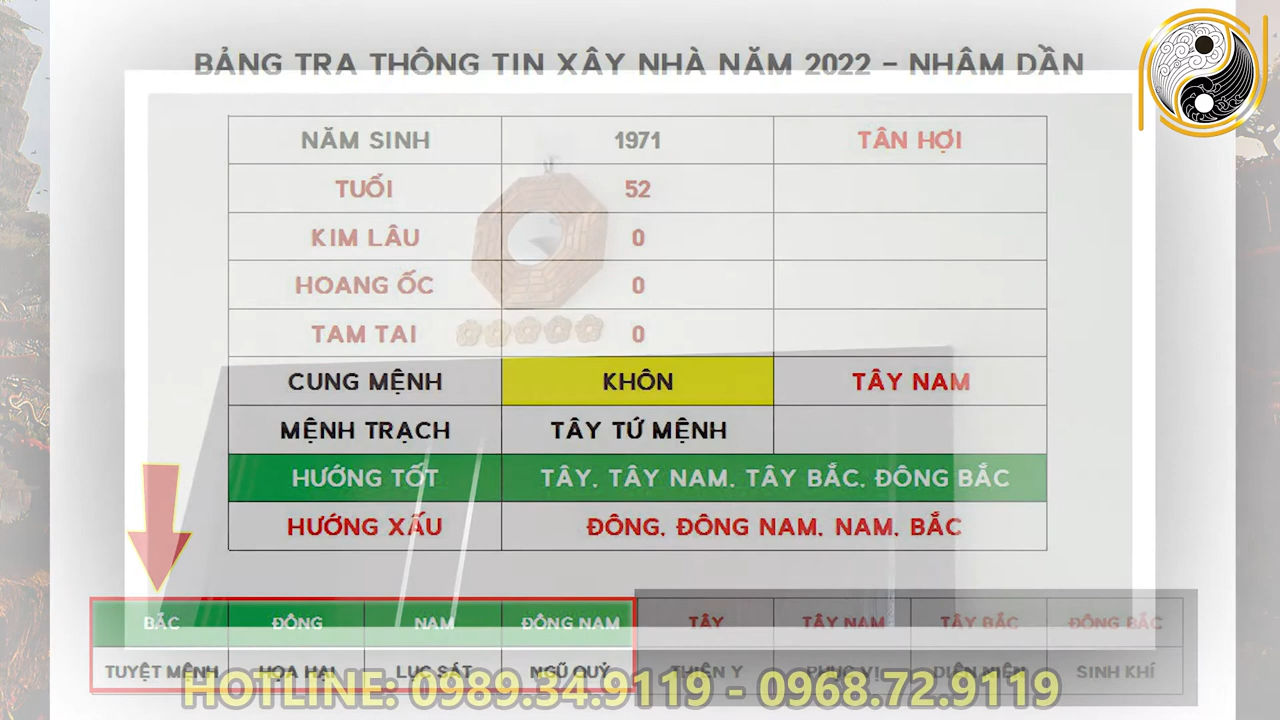 BẢNG TRA THÔNG TIN XÂY NHÀ NĂM 2022 - NHÂM DẦN
NĂM SINH 1971 TÂN HỢI
TUỔI 52
KIM LÂU 0
HOANG ỐC 0
TAM TAI 0
CUNG MỆNH KHÔN TÂY NAM
MỆNH TRẠCH TÂY TỨ MỆNH
HƯỚNG TỐT TÂY, TÂY NAM, TÂY BẮC, ĐÔNG BẮC
HƯỚNG XẤU ĐÔNG, ĐÔNG NAM, NAM, BẮC
BẮC ĐÔNG NAM ĐÔNG NAM TÂY TÂY NAM TÂY BẮC ĐÔNG BẮC
TUYỆT MỆNH HỌA HẠI LỤC SÁT NGŨ QUỶ THIÊN Y PHỤC VỊ DIÊN NIÊN SINH KHÍ
HOTLINE: 0989.34.9119 - 0968.72.9119